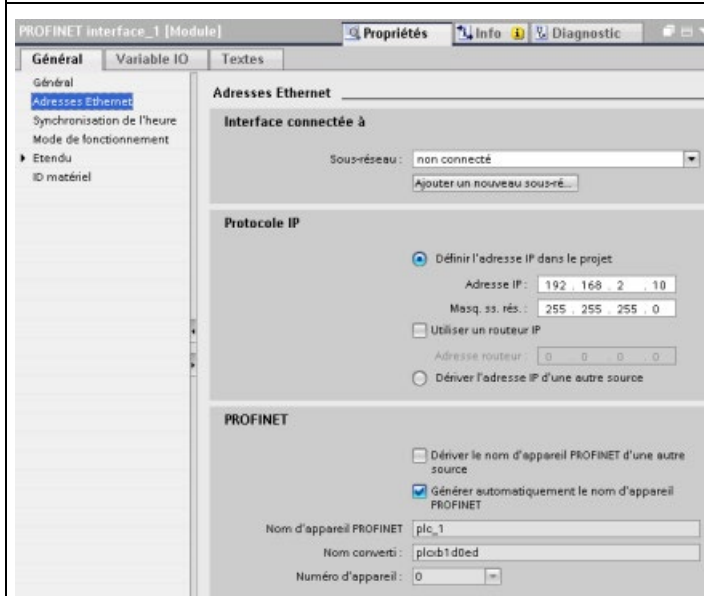 PROFINET interface_1 [Module]
Propriétés
Info
Diagnostic
Général
Variable IO
Textes
Général
Adresses Ethernet
Synchronisation de l'heure
Mode de fonctionnement
Etendu
ID matériel
Adresses Ethernet
Interface connectée à
Sous-réseau : non connecté
Ajouter un nouveau sous-ré...
Protocole IP
Définir l'adresse IP dans le projet
Adresse IP : 192 . 168 . 2 . 10
Masq. ss. rés. : 255 . 255 . 255 . 0
Utiliser un routeur IP
Adresse routeur : 0 . 0 . 0 . 0
Dériver l'adresse IP d'une autre source
PROFINET
Dériver le nom d'appareil PROFINET d'une autre
source
Générer automatiquement le nom d'appareil
PROFINET
Nom d'appareil PROFINET plc_1
Nom converti : plcxb1d0ed
Numéro d'appareil : 0